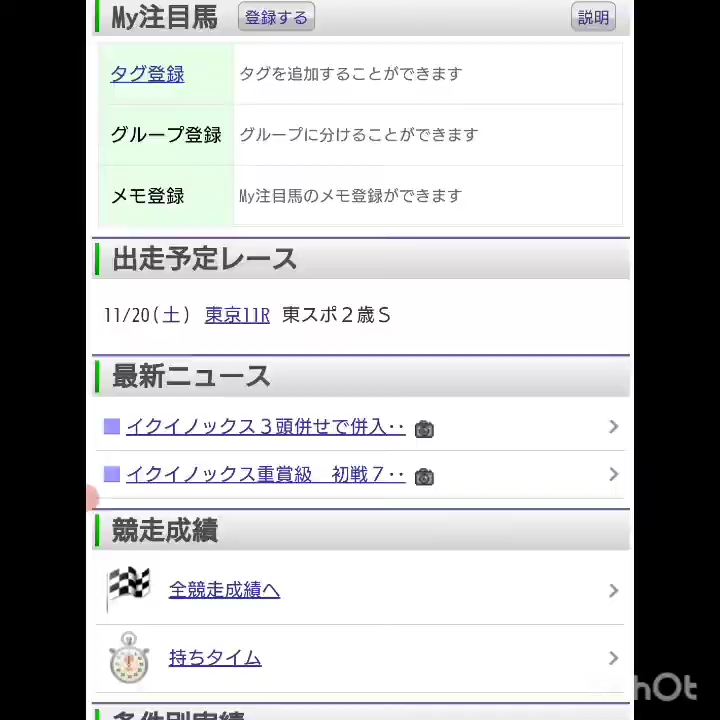 My注目馬 登録する 説明
タグ登録 タグを追加することができます
グループ登録 グループに分けることができます
メモ登録 My注目馬のメモ登録ができます
出走予定レース
11/20(土) 東京11R 東スポ２歳Ｓ
最新ニュース
イクイノックス３頭併せで併入‥
イクイノックス重賞級　初戦７‥
競走成績
全競走成績へ
持ちタイム
条件別実績
hOt